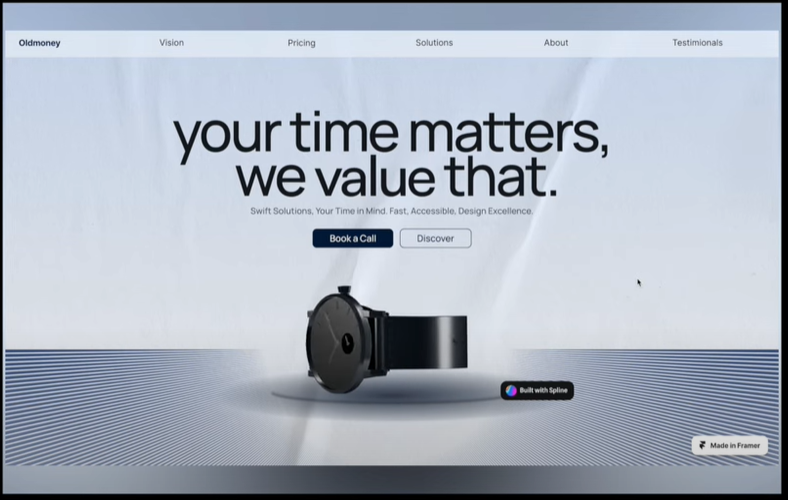 Oldmoney
Vision
Pricing
Solutions
About
Testimionals
your time matters,
we value that.
Swift Solutions, Your Time in Mind. Fast, Accessible, Design Excellence.
Book a Call
Discover
Built with Spline
Made in Framer